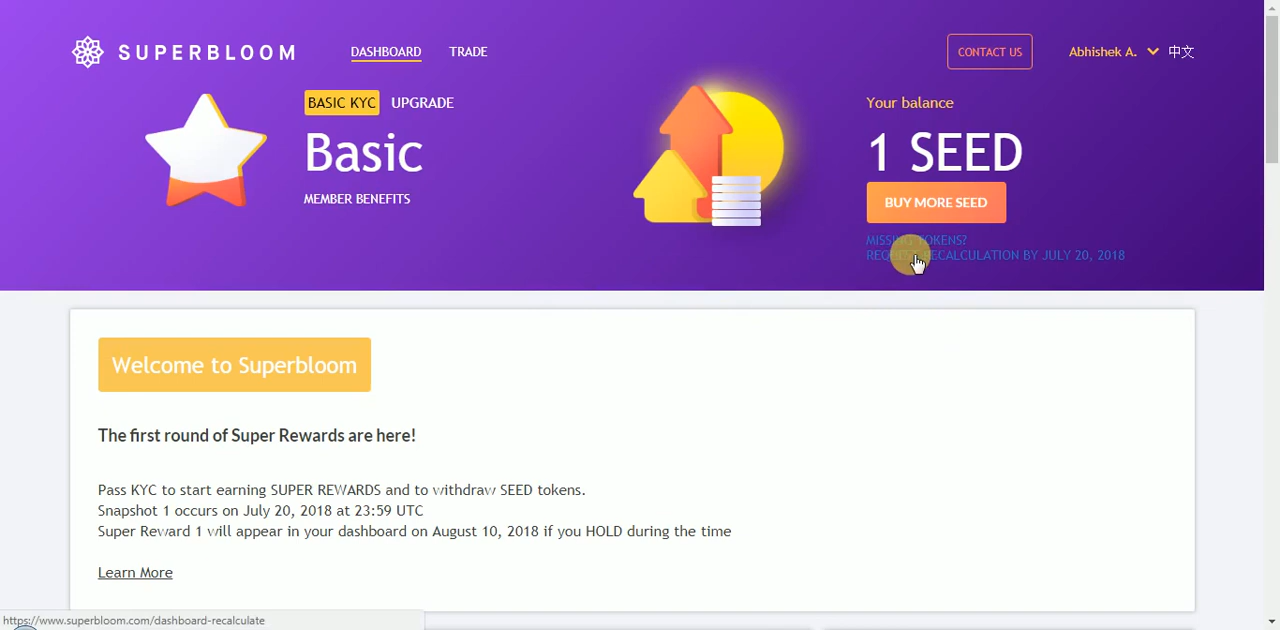 SUPERBLOOM
DASHBOARD TRADE
CONTACT US
Abhishek A. 中文
BASIC KYC UPGRADE
Basic
MEMBER BENEFITS
Your balance
1 SEED
BUY MORE SEED
MISSING TOKENS?
REQUEST RECALCULATION BY JULY 20, 2018
Welcome to Superbloom
The first round of Super Rewards are here!
Pass KYC to start earning SUPER REWARDS and to withdraw SEED tokens.
Snapshot 1 occurs on July 20, 2018 at 23:59 UTC
Super Reward 1 will appear in your dashboard on August 10, 2018 if you HOLD during the time
Learn More
https://www.superbloom.com/dashboard-recalculate